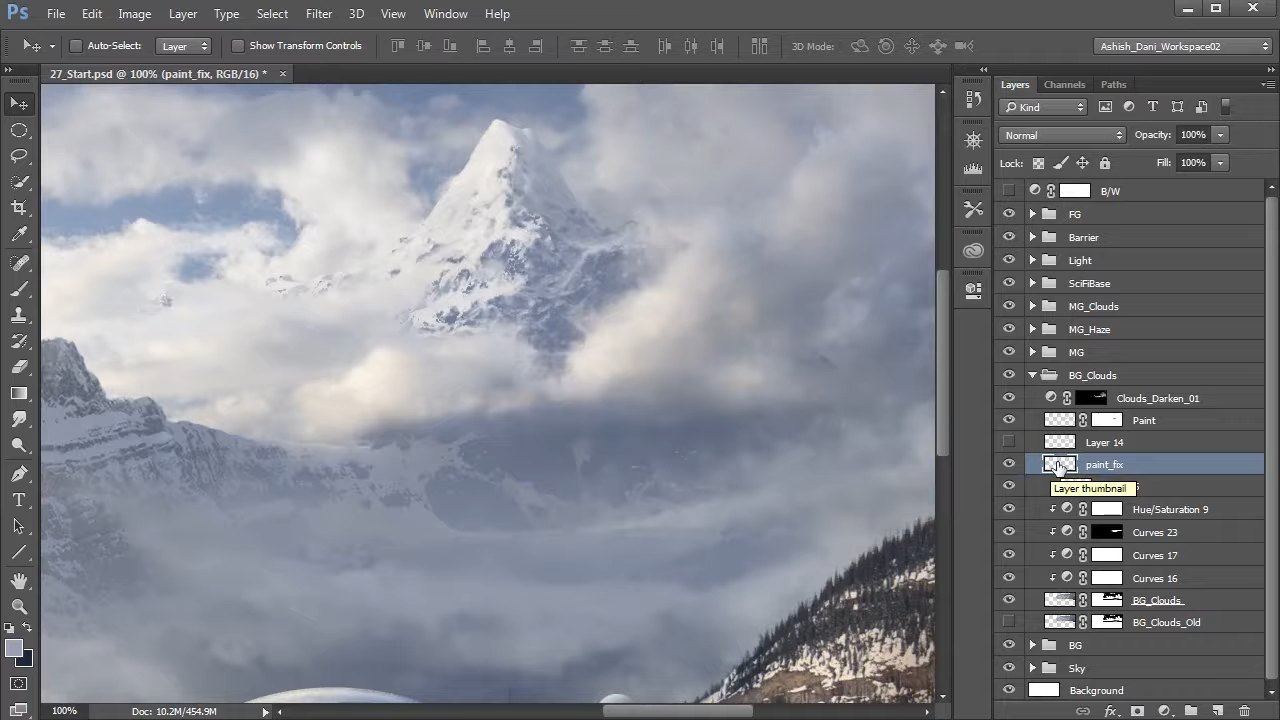 Ps File Edit Image Layer Type Select Filter 3D View Window Help
Auto-Select: Layer Show Transform Controls 3D Mode: Ashish_Dani_Workspace02
27_Start.psd @ 100% (paint_fix, RGB/16) *
Layers Channels Paths
Kind
Normal Opacity: 100%
Lock: Fill: 100%
B/W
FG
Barrier
Light
SciFiBase
MG_Clouds
MG_Haze
MG
BG_Clouds
Clouds_Darken_01
Paint
Layer 14
paint_fix
Layer thumbnail
Hue/Saturation 9
Curves 23
Curves 17
Curves 16
BG_Clouds
BG_Clouds_Old
BG
Sky
Background
100% Doc: 10.2M/454.9M
fx